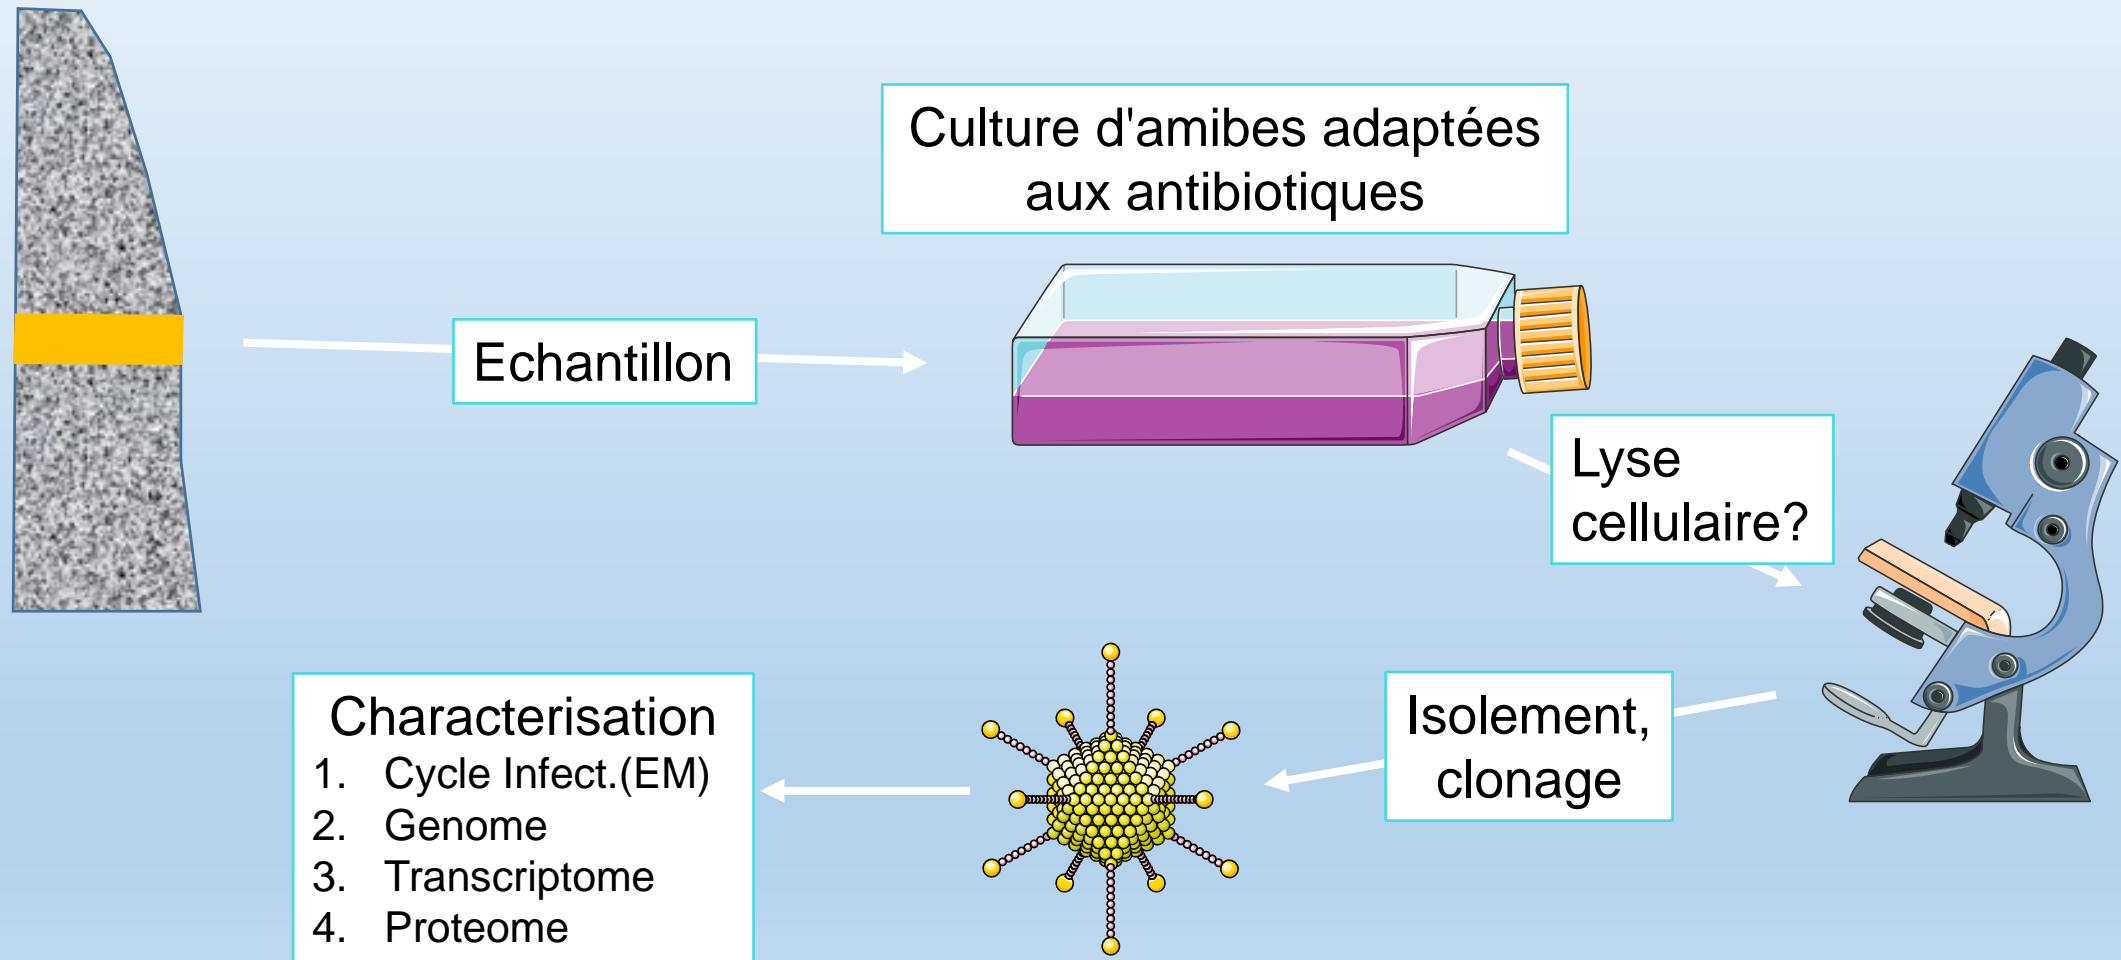 Culture d'amibes adaptées
aux antibiotiques
Echantillon
Lyse
cellulaire?
Isolement,
clonage
Characterisation
1. Cycle Infect.(EM)
2. Genome
3. Transcriptome
4. Proteome